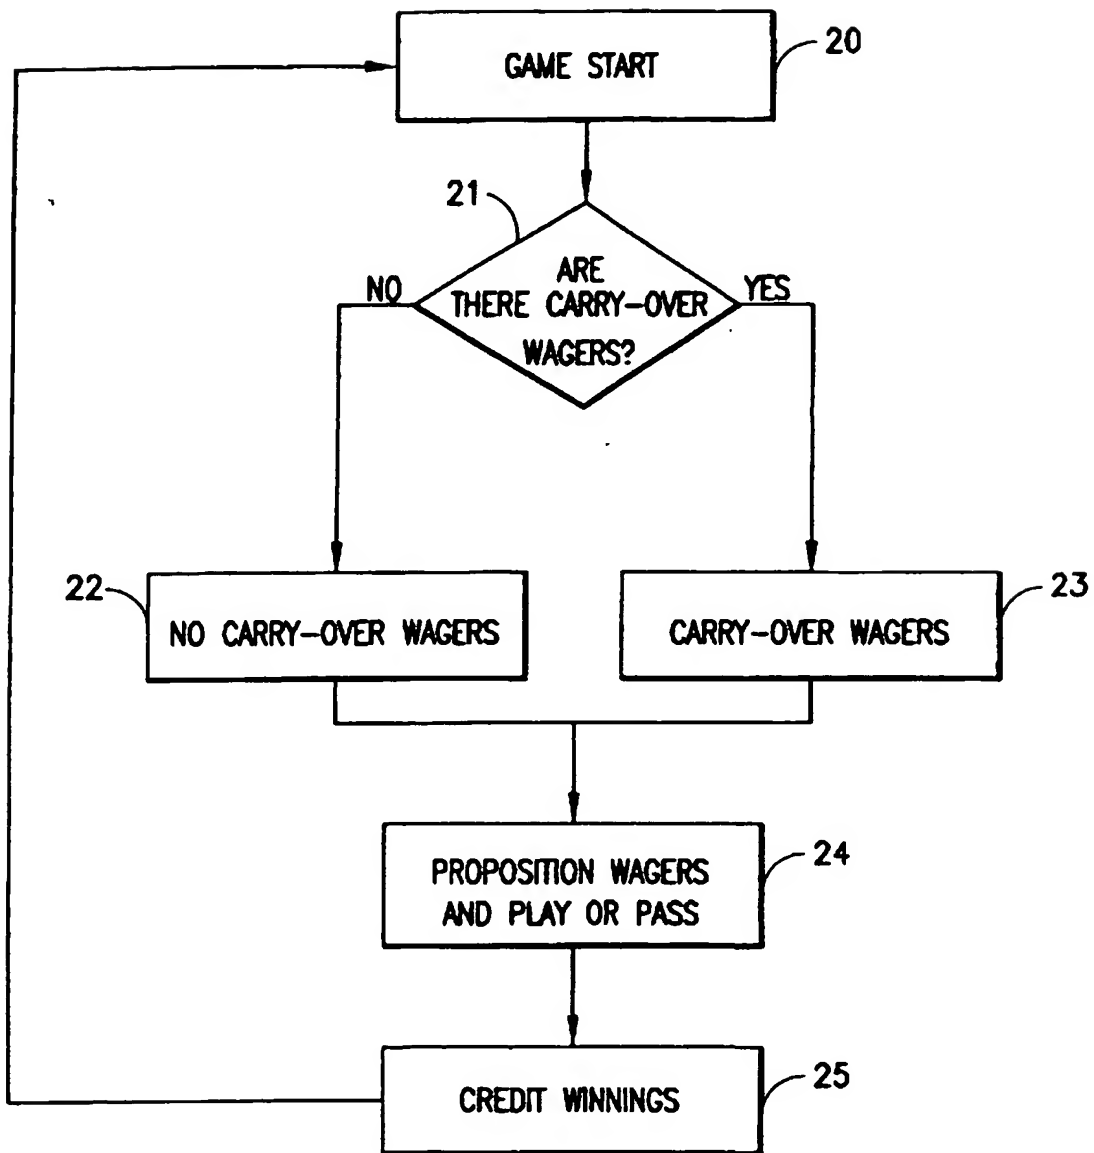 GAME START
20
21
ARE
THERE CARRY-OVER
WAGERS?
NO
YES
22
NO CARRY-OVER WAGERS
CARRY-OVER WAGERS
23
PROPOSITION WAGERS
AND PLAY OR PASS
24
CREDIT WINNINGS
25